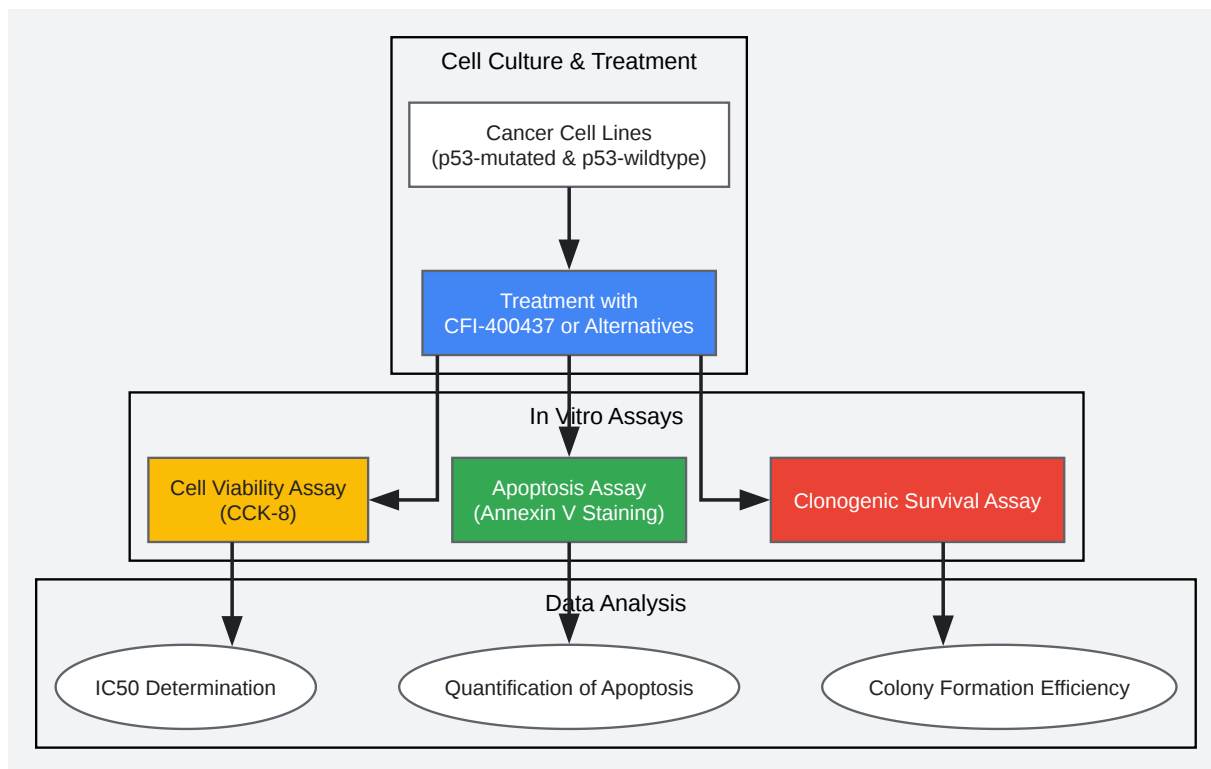 Cell Culture & Treatment
Cancer Cell Lines
(p53-mutated & p53-wildtype)
Treatment with
CFI-400437 or Alternatives
In Vitro Assays
Cell Viability Assay
(CCK-8)
Apoptosis Assay
(Annexin V Staining)
Clonogenic Survival Assay
Data Analysis
IC50 Determination
Quantification of Apoptosis
Colony Formation Efficiency